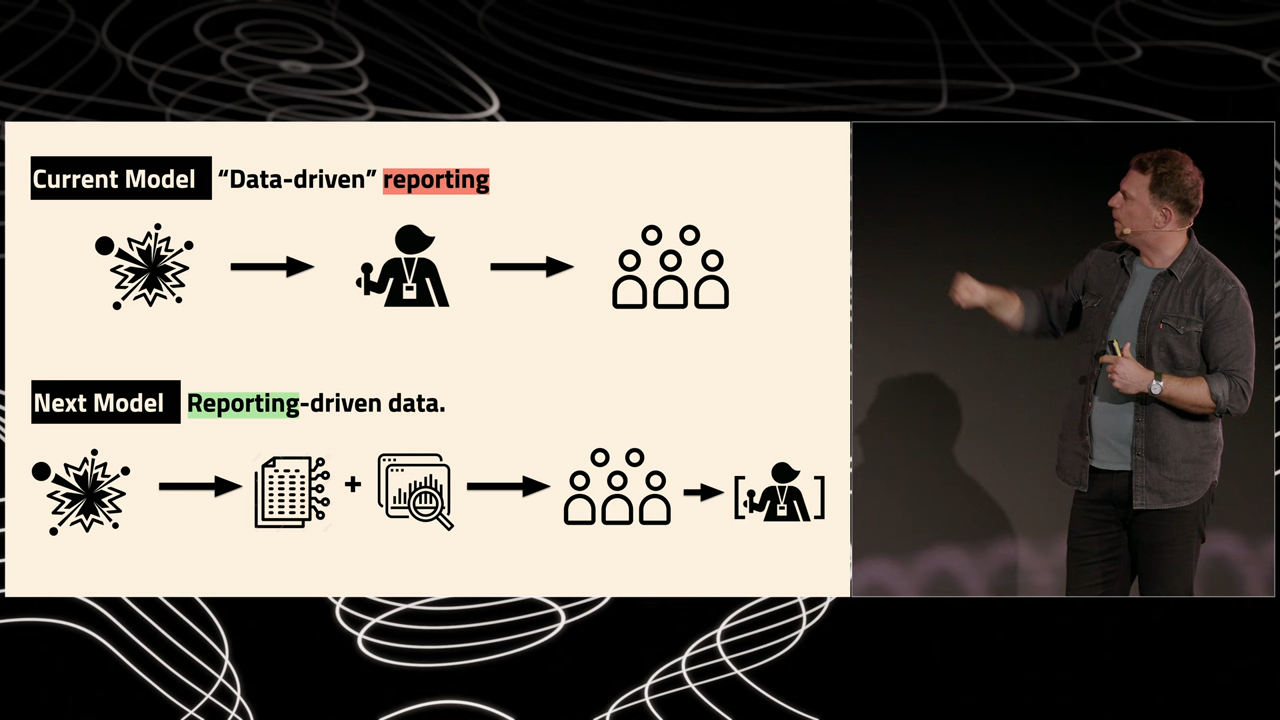 Current Model “Data-driven” reporting
Next Model Reporting-driven data.
+
[ ]